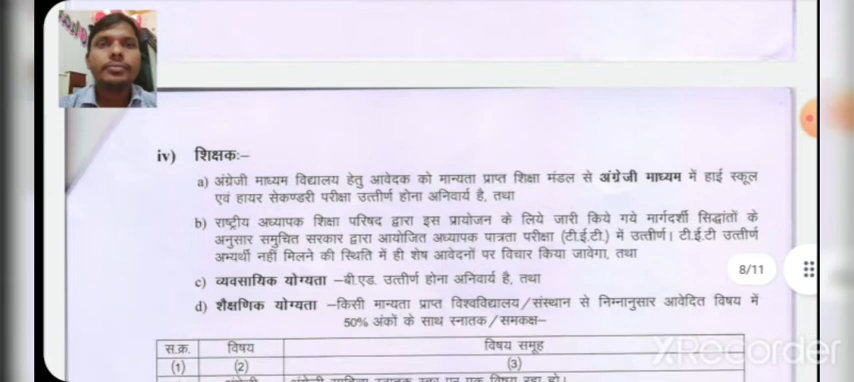 iv) शिक्षकः–
a) अंग्रेजी माध्यम विद्यालय हेतु आवेदक को मान्यता प्राप्त शिक्षा मंडल से अंग्रेजी माध्यम में हाई स्कूल
एवं हायर सेकण्डरी परीक्षा उत्तीर्ण होना अनिवार्य है, तथा
b) राष्ट्रीय अध्यापक शिक्षा परिषद द्वारा इस प्रायोजन के लिये जारी किये गये मार्गदर्शी सिद्धांतों के
अनुसार समुचित सरकार द्वारा आयोजित अध्यापक पात्रता परीक्षा (टी.ई.टी.) में उत्तीर्ण। टी.ई.टी उत्तीर्ण
अभ्यर्थी नहीं मिलने की स्थिति में ही शेष आवेदनों पर विचार किया जावेगा, तथा
8/11
c) व्यवसायिक योग्यता –बी.एड. उत्तीर्ण होना अनिवार्य है, तथा
d) शैक्षणिक योग्यता –किसी मान्यता प्राप्त विश्वविद्यालय/संस्थान से निम्नानुसार आवेदित विषय में
50% अंकों के साथ स्नातक/समकक्ष–
स.क्र. विषय विषय समूह
(1) (2) (3)
XRecorder